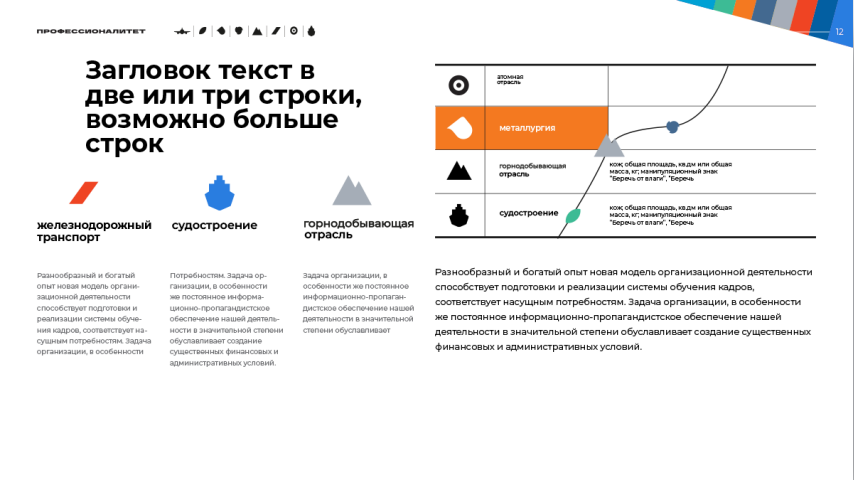 ПРОФЕССИОНАЛИТЕТ
12
Загловок текст в
две или три строки,
возможно больше
строк
железнодорожный
транспорт
судостроение
горнодобывающая
отрасль
Разнообразный и богатый
опыт новая модель органи-
зационной деятельности
способствует подготовки и
реализации системы обуче-
ния кадров, соответствует на-
сущным потребностям. Задача
организации, в особенности
Потребностям. Задача ор-
ганизации, в особенности
же постоянное информа-
ционно-пропагандистское
обеспечение нашей деятель-
ности в значительной степени
обуславливает создание
существенных финансовых и
административных условий.
Задача организации, в
особенности же постоянное
информационно-пропаган-
дистское обеспечение нашей
деятельности в значительной
степени обуславливает
атомная
отрасль
металлургия
горнодобывающая
отрасль
кож; общая площадь, кв.дм или общая
масса, кг; манипуляционный знак
"Беречь от влаги", "Беречь
судостроение
кож; общая площадь, кв.дм или общая
масса, кг; манипуляционный знак
"Беречь от влаги", "Беречь
Разнообразный и богатый опыт новая модель организационной деятельности
способствует подготовки и реализации системы обучения кадров,
соответствует насущным потребностям. Задача организации, в особенности
же постоянное информационно-пропагандистское обеспечение нашей
деятельности в значительной степени обуславливает создание существенных
финансовых и административных условий.